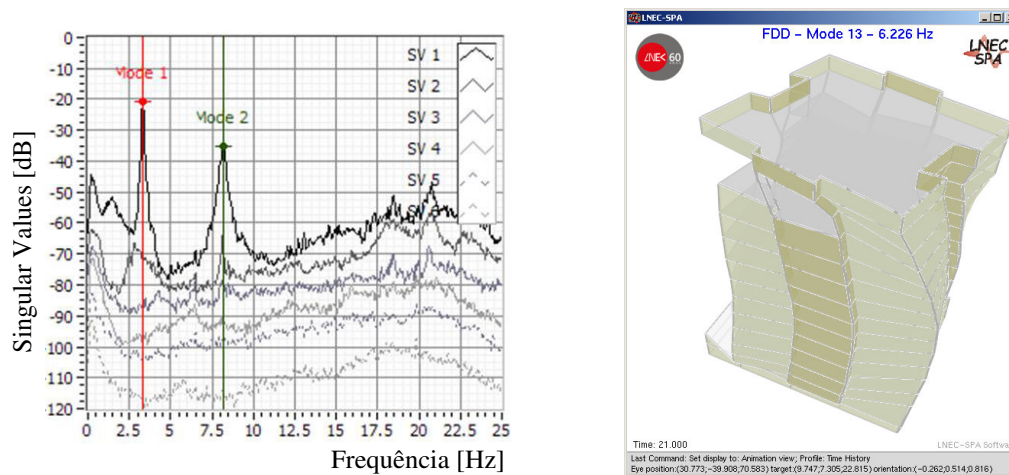 0
-10
-20
-30
-40
-50
-60
-70
-80
-90
-100
-110
-120
Singular Values [dB]
Mode 1
Mode 2
SV 1
SV 2
SV 3
SV 4
SV 5
0
2.5
5
7.5
10
12.5
15
17.5
20
22.5
25
Frequência [Hz]
LNEC-SPA
FDD - Mode 13 - 6.226 Hz
LNEC 60
LNEC
SPA
Time: 21.000
LNEC-SPA Softwa
Last Command: Set display to: Animation view; Profile: Time History
Eye position:(30.773;-39.908;70.583) target:(9.747;7.305;22.815) orientation:(-0.262;0.514;0.816)